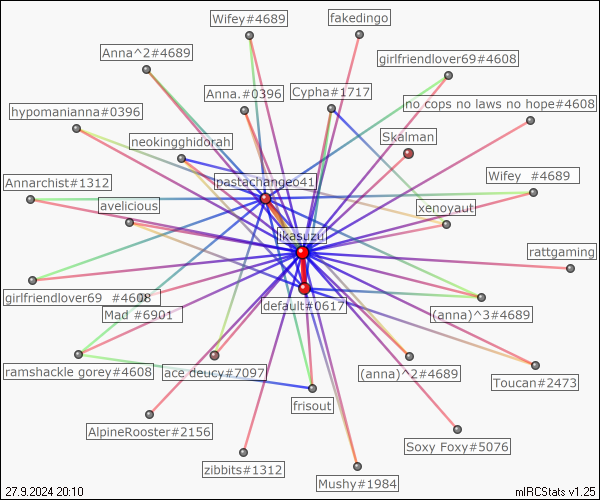 Wifey#4689
fakedingo
Anna^2#4689
girlfriendlover69#4608
Anna.#0396
Cypha#1717
no cops no laws no hope#4608
hypomanianna#0396
neokingghidorah
Skalman
Annarchist#1312
pastachangeo41
Wifey  #4689
avelicious
xenoyaut
ikasuzu
rattgaming
girlfriendlover69  #4608
default#0617
(anna)^3#4689
Mad #6901
ramshackle gorey#4608
ace deucy#7097
(anna)^2#4689
Toucan#2473
frisout
AlpineRooster#2156
Soxy Foxy#5076
zibbits#1312
Mushy#1984
27.9.2024 20:10
mIRCStats v1.25